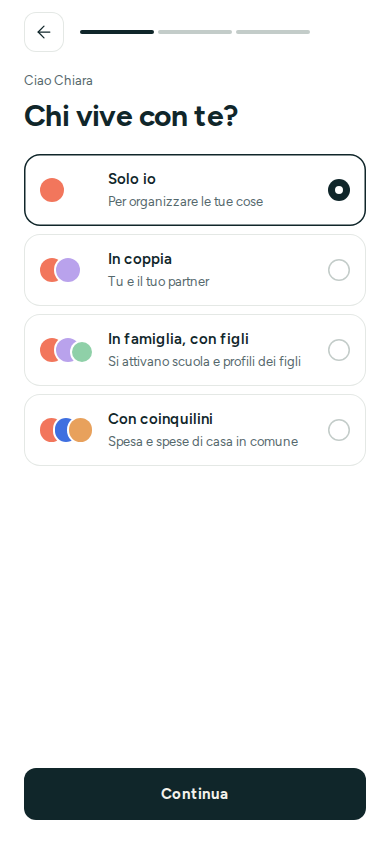 Ciao Chiara
Chi vive con te?
Solo io
Per organizzare le tue cose
In coppia
Tu e il tuo partner
In famiglia, con figli
Si attivano scuola e profili dei figli
Con coinquilini
Spesa e spese di casa in comune
Continua